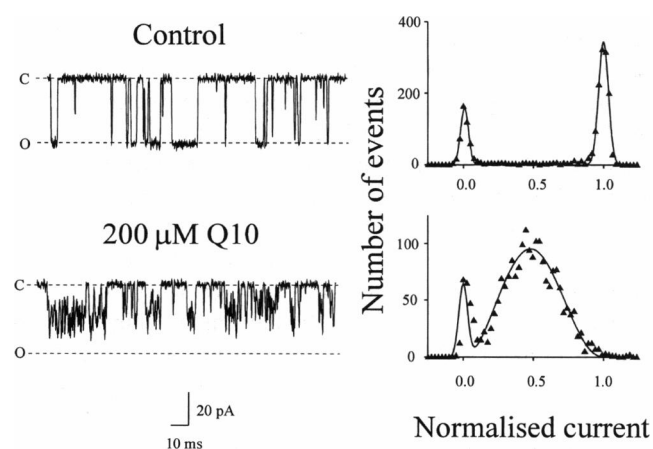 Control
C
O
200 µM Q10
C
O
20 pA
10 ms
Number of events
400
200
0
0.0 0.5 1.0
100
50
0
0.0 0.5 1.0
Normalised current